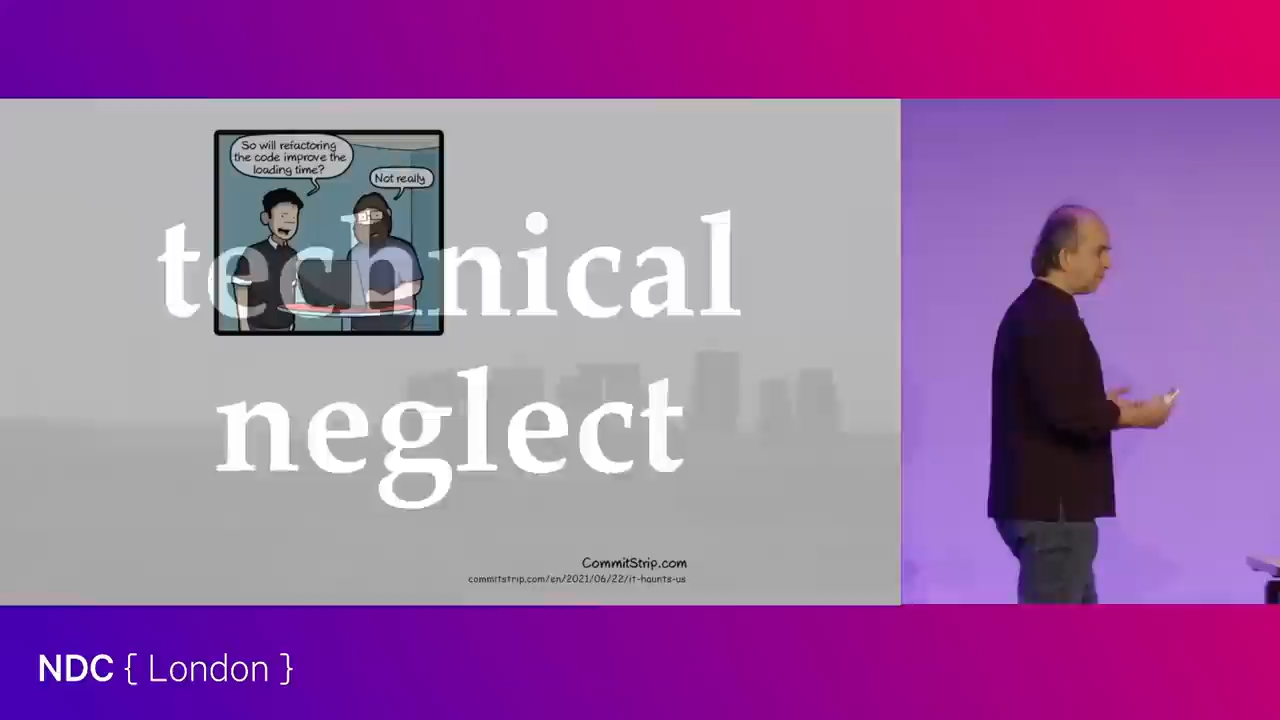 So will refactoring
the code improve the
loading time?
Not really
technical
neglect
CommitStrip.com
commitstrip.com/en/2021/06/22/it-haunts-us
NDC { London }